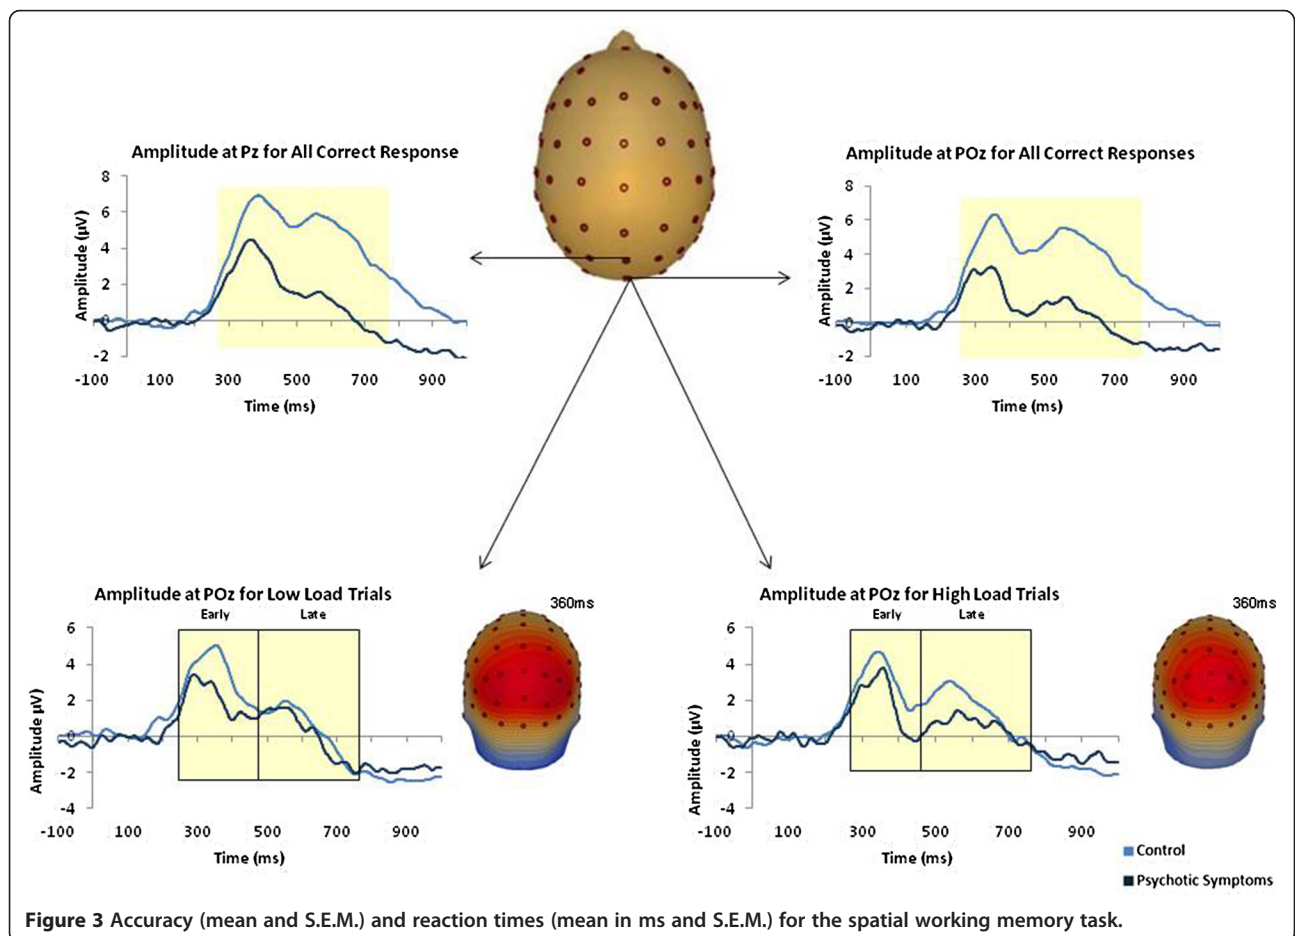 Amplitude at Pz for All Correct Response
8
6
4
2
0
-2
Amplitude (µV)
-100 100 300 500 700 900
Time (ms)
Amplitude at POz for All Correct Responses
8
6
4
2
0
-2
Amplitude (µV)
-100 100 300 500 700 900
Time (ms)
Amplitude at POz for Low Load Trials
Early Late
360ms
6
4
2
0
-2
-4
Amplitude µV)
-100 100 300 500 700 900
Time (ms)
Amplitude at POz for High Load Trials
Early Late
360ms
6
4
2
0
-2
-4
Amplitude (µV)
-100 100 300 500 700 900
Time (ms)
Control
Psychotic Symptoms
Figure 3 Accuracy (mean and S.E.M.) and reaction times (mean in ms and S.E.M.) for the spatial working memory task.